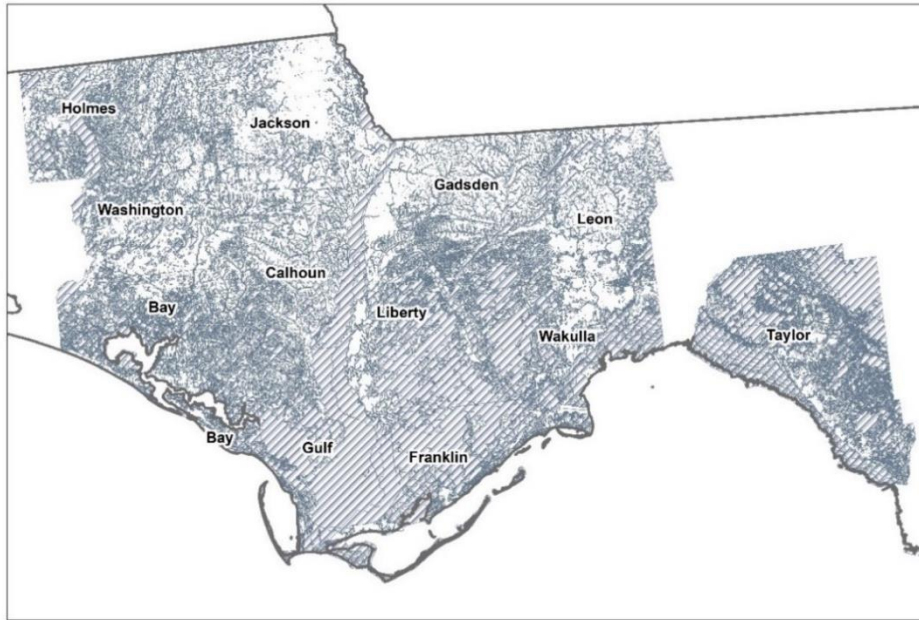 Holmes
Jackson
Gadsden
Washington
Leon
Calhoun
Bay
Liberty
Wakulla
Taylor
Bay
Gulf
Franklin